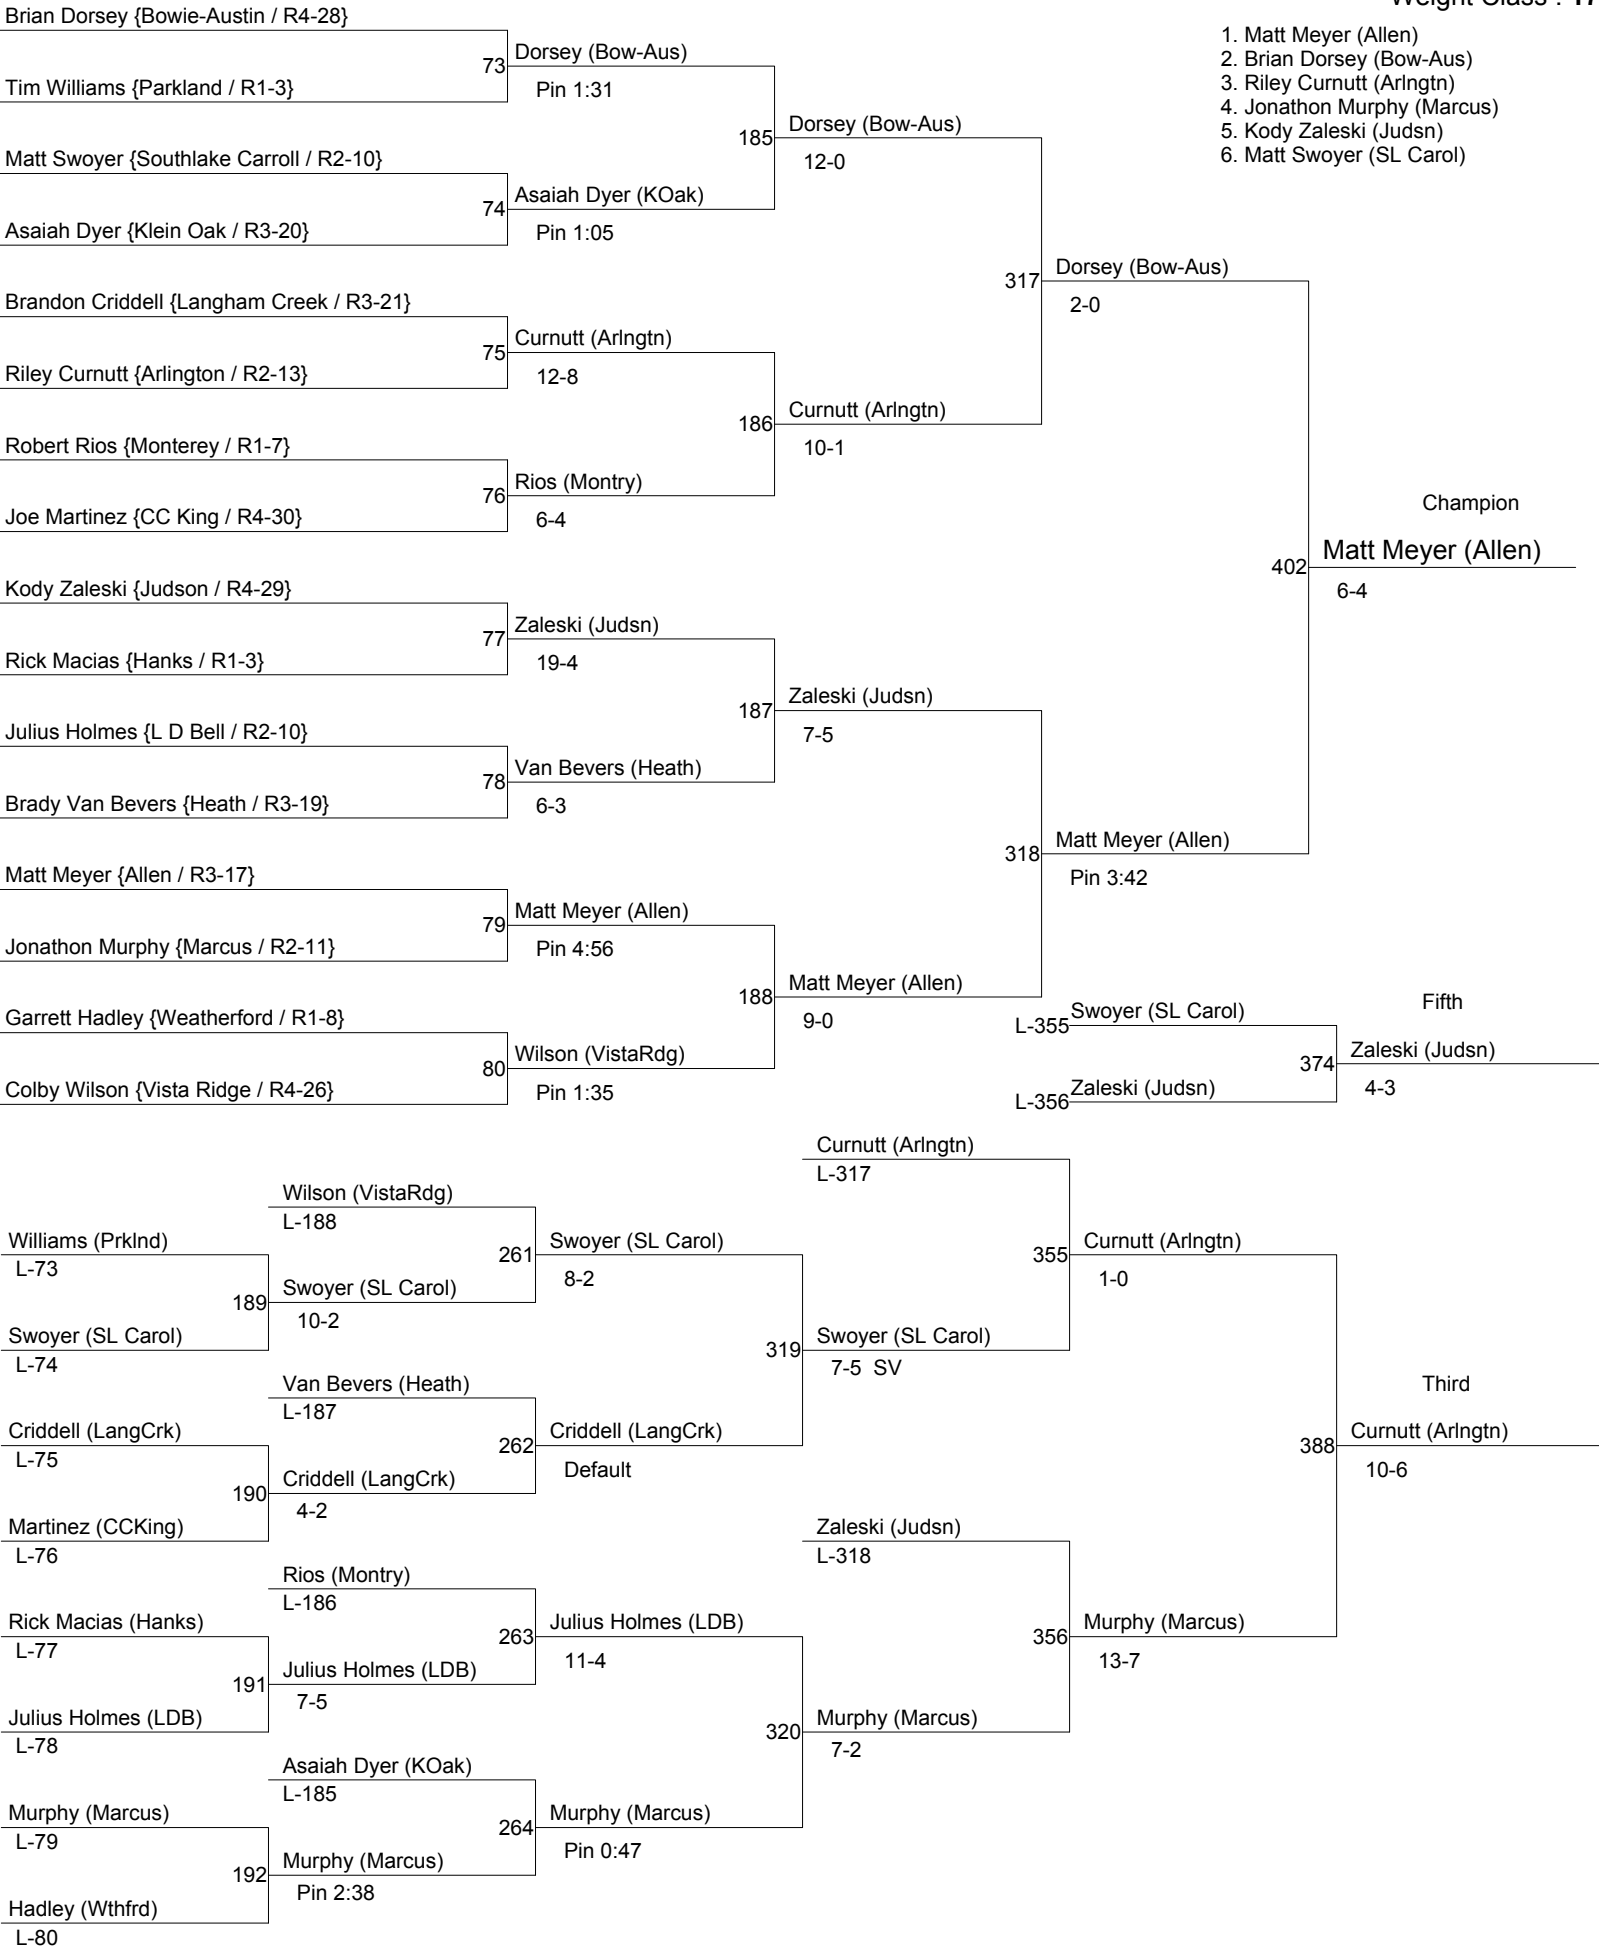 Weight Class :
1. Matt Meyer (Allen)
2. Brian Dorsey (Bow-Aus)
3. Riley Curnutt (Arlngtn)
4. Jonathon Murphy (Marcus)
5. Kody Zaleski (Judsn)
6. Matt Swoyer (SL Carol)
Brian Dorsey {Bowie-Austin / R4-28}
73
Tim Williams {Parkland / R1-3}
Dorsey (Bow-Aus)
Pin 1:31
Matt Swoyer {Southlake Carroll / R2-10}
74
Asaiah Dyer {Klein Oak / R3-20}
Asaiah Dyer (KOak)
Pin 1:05
185
Dorsey (Bow-Aus)
12-0
Brandon Criddell {Langham Creek / R3-21}
75
Riley Curnutt {Arlington / R2-13}
Curnutt (Arlngtn)
12-8
Robert Rios {Monterey / R1-7}
76
Joe Martinez {CC King / R4-30}
Rios (Montry)
6-4
186
Curnutt (Arlngtn)
10-1
317
Dorsey (Bow-Aus)
2-0
Kody Zaleski {Judson / R4-29}
77
Rick Macias {Hanks / R1-3}
Zaleski (Judsn)
19-4
Julius Holmes {L D Bell / R2-10}
78
Brady Van Bevers {Heath / R3-19}
Van Bevers (Heath)
6-3
187
Zaleski (Judsn)
7-5
Matt Meyer {Allen / R3-17}
79
Jonathon Murphy {Marcus / R2-11}
Matt Meyer (Allen)
Pin 4:56
Garrett Hadley {Weatherford / R1-8}
80
Colby Wilson {Vista Ridge / R4-26}
Wilson (VistaRdg)
Pin 1:35
188
Matt Meyer (Allen)
9-0
318
Matt Meyer (Allen)
Pin 3:42
Champion
402
Matt Meyer (Allen)
6-4
Fifth
L-355
Swoyer (SL Carol)
374
L-356
Zaleski (Judsn)
Zaleski (Judsn)
4-3
Williams (Prklnd)
L-73
189
Swoyer (SL Carol)
L-74
Wilson (VistaRdg)
L-188
261
Swoyer (SL Carol)
10-2
Swoyer (SL Carol)
8-2
Criddell (LangCrk)
L-75
190
Martinez (CCKing)
L-76
Van Bevers (Heath)
L-187
262
Criddell (LangCrk)
4-2
Criddell (LangCrk)
Default
319
Curnutt (Arlngtn)
L-317
355
Swoyer (SL Carol)
7-5 SV
Curnutt (Arlngtn)
1-0
Rick Macias (Hanks)
L-77
191
Julius Holmes (LDB)
L-78
Rios (Montry)
L-186
263
Julius Holmes (LDB)
7-5
Julius Holmes (LDB)
11-4
Murphy (Marcus)
L-79
192
Hadley (Wthfrd)
L-80
Asaiah Dyer (KOak)
L-185
264
Murphy (Marcus)
Pin 2:38
Murphy (Marcus)
Pin 0:47
320
Zaleski (Judsn)
L-318
356
Murphy (Marcus)
7-2
Murphy (Marcus)
13-7
Third
388
Curnutt (Arlngtn)
10-6